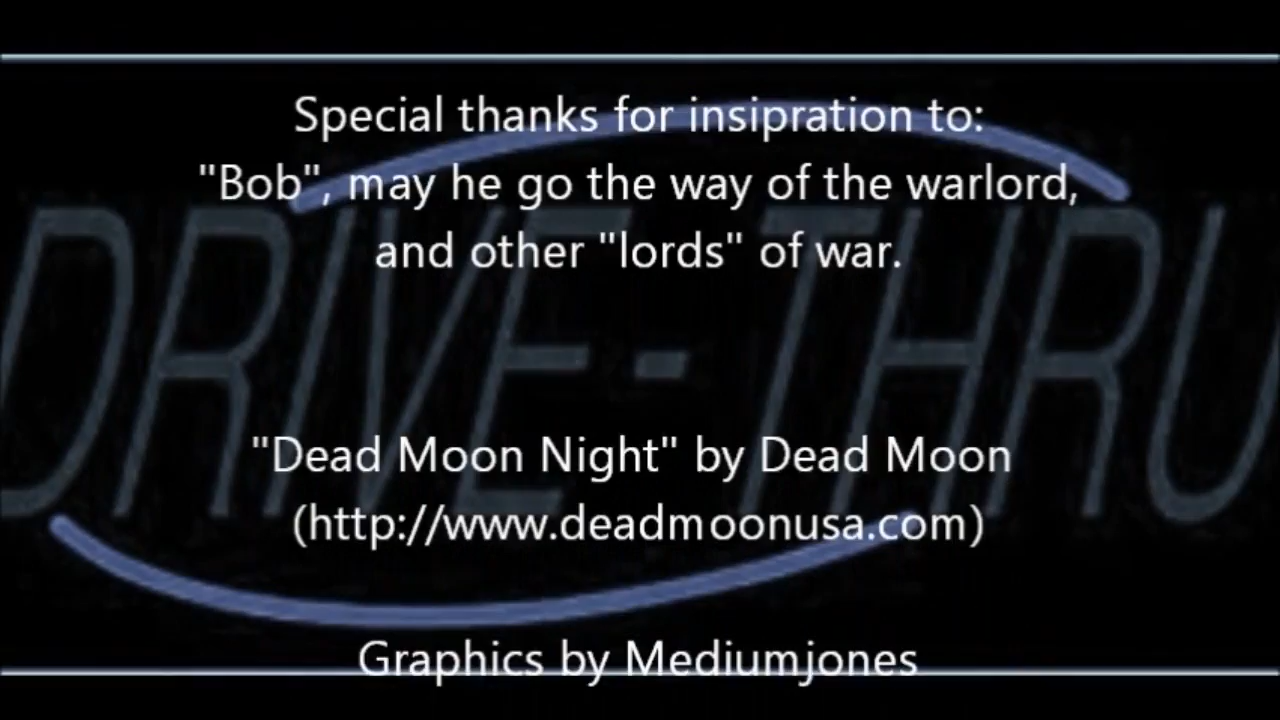 Special thanks for insipration to:
"Bob", may he go the way of the warlord,
and other "lords" of war.
DRIVE-THRU
"Dead Moon Night" by Dead Moon
(http://www.deadmoonusa.com)
Graphics by Mediumjones